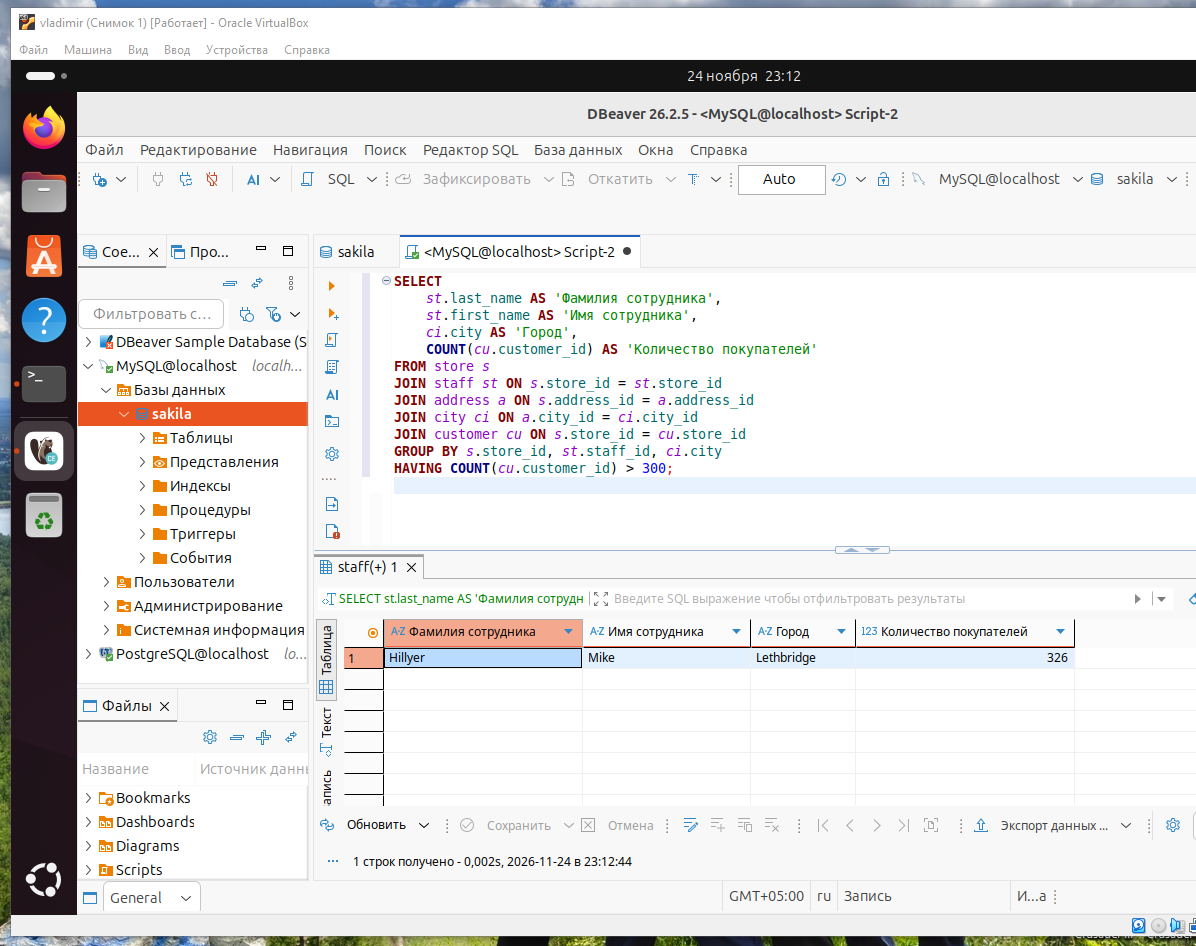 vladimir (Снимок 1) [Работает] - Oracle VirtualBox
Файл Машина Вид Ввод Устройства Справка
24 ноября 23:12
DBeaver 26.2.5 - <MySQL@localhost> Script-2
Файл Редактирование Навигация Поиск Редактор SQL База данных Окна Справка
AI SQL Зафиксировать Откатить T Auto MySQL@localhost sakila
Сое... Про...
sakila <MySQL@localhost> Script-2
Фильтровать с...
DBeaver Sample Database (S
MySQL@localhost localh...
Базы данных
sakila
Таблицы
Представления
Индексы
Процедуры
Триггеры
События
Пользователи
Администрирование
Системная информация
PostgreSQL@localhost lo...
Файлы
Название Источник данн
Bookmarks
Dashboards
Diagrams
Scripts
General
AI
SELECT
st.last_name AS 'Фамилия сотрудника',
st.first_name AS 'Имя сотрудника',
ci.city AS 'Город',
COUNT(cu.customer_id) AS 'Количество покупателей'
FROM store s
JOIN staff st ON s.store_id = st.store_id
JOIN address a ON s.address_id = a.address_id
JOIN city ci ON a.city_id = ci.city_id
JOIN customer cu ON s.store_id = cu.store_id
GROUP BY s.store_id, st.staff_id, ci.city
HAVING COUNT(cu.customer_id) > 300;
staff(+) 1
SELECT st.last_name AS 'Фамилия сотрудн Введите SQL выражение чтобы отфильтровать результаты
Таблица
Текст
апись
A-Z Фамилия сотрудника A-Z Имя сотрудника A-Z Город 123 Количество покупателей
1 Hillyer Mike Lethbridge 326
Обновить Сохранить Отмена Экспорт данных ...
1 строк получено - 0,002s, 2026-11-24 в 23:12:44
GMT+05:00 ru Запись И...а